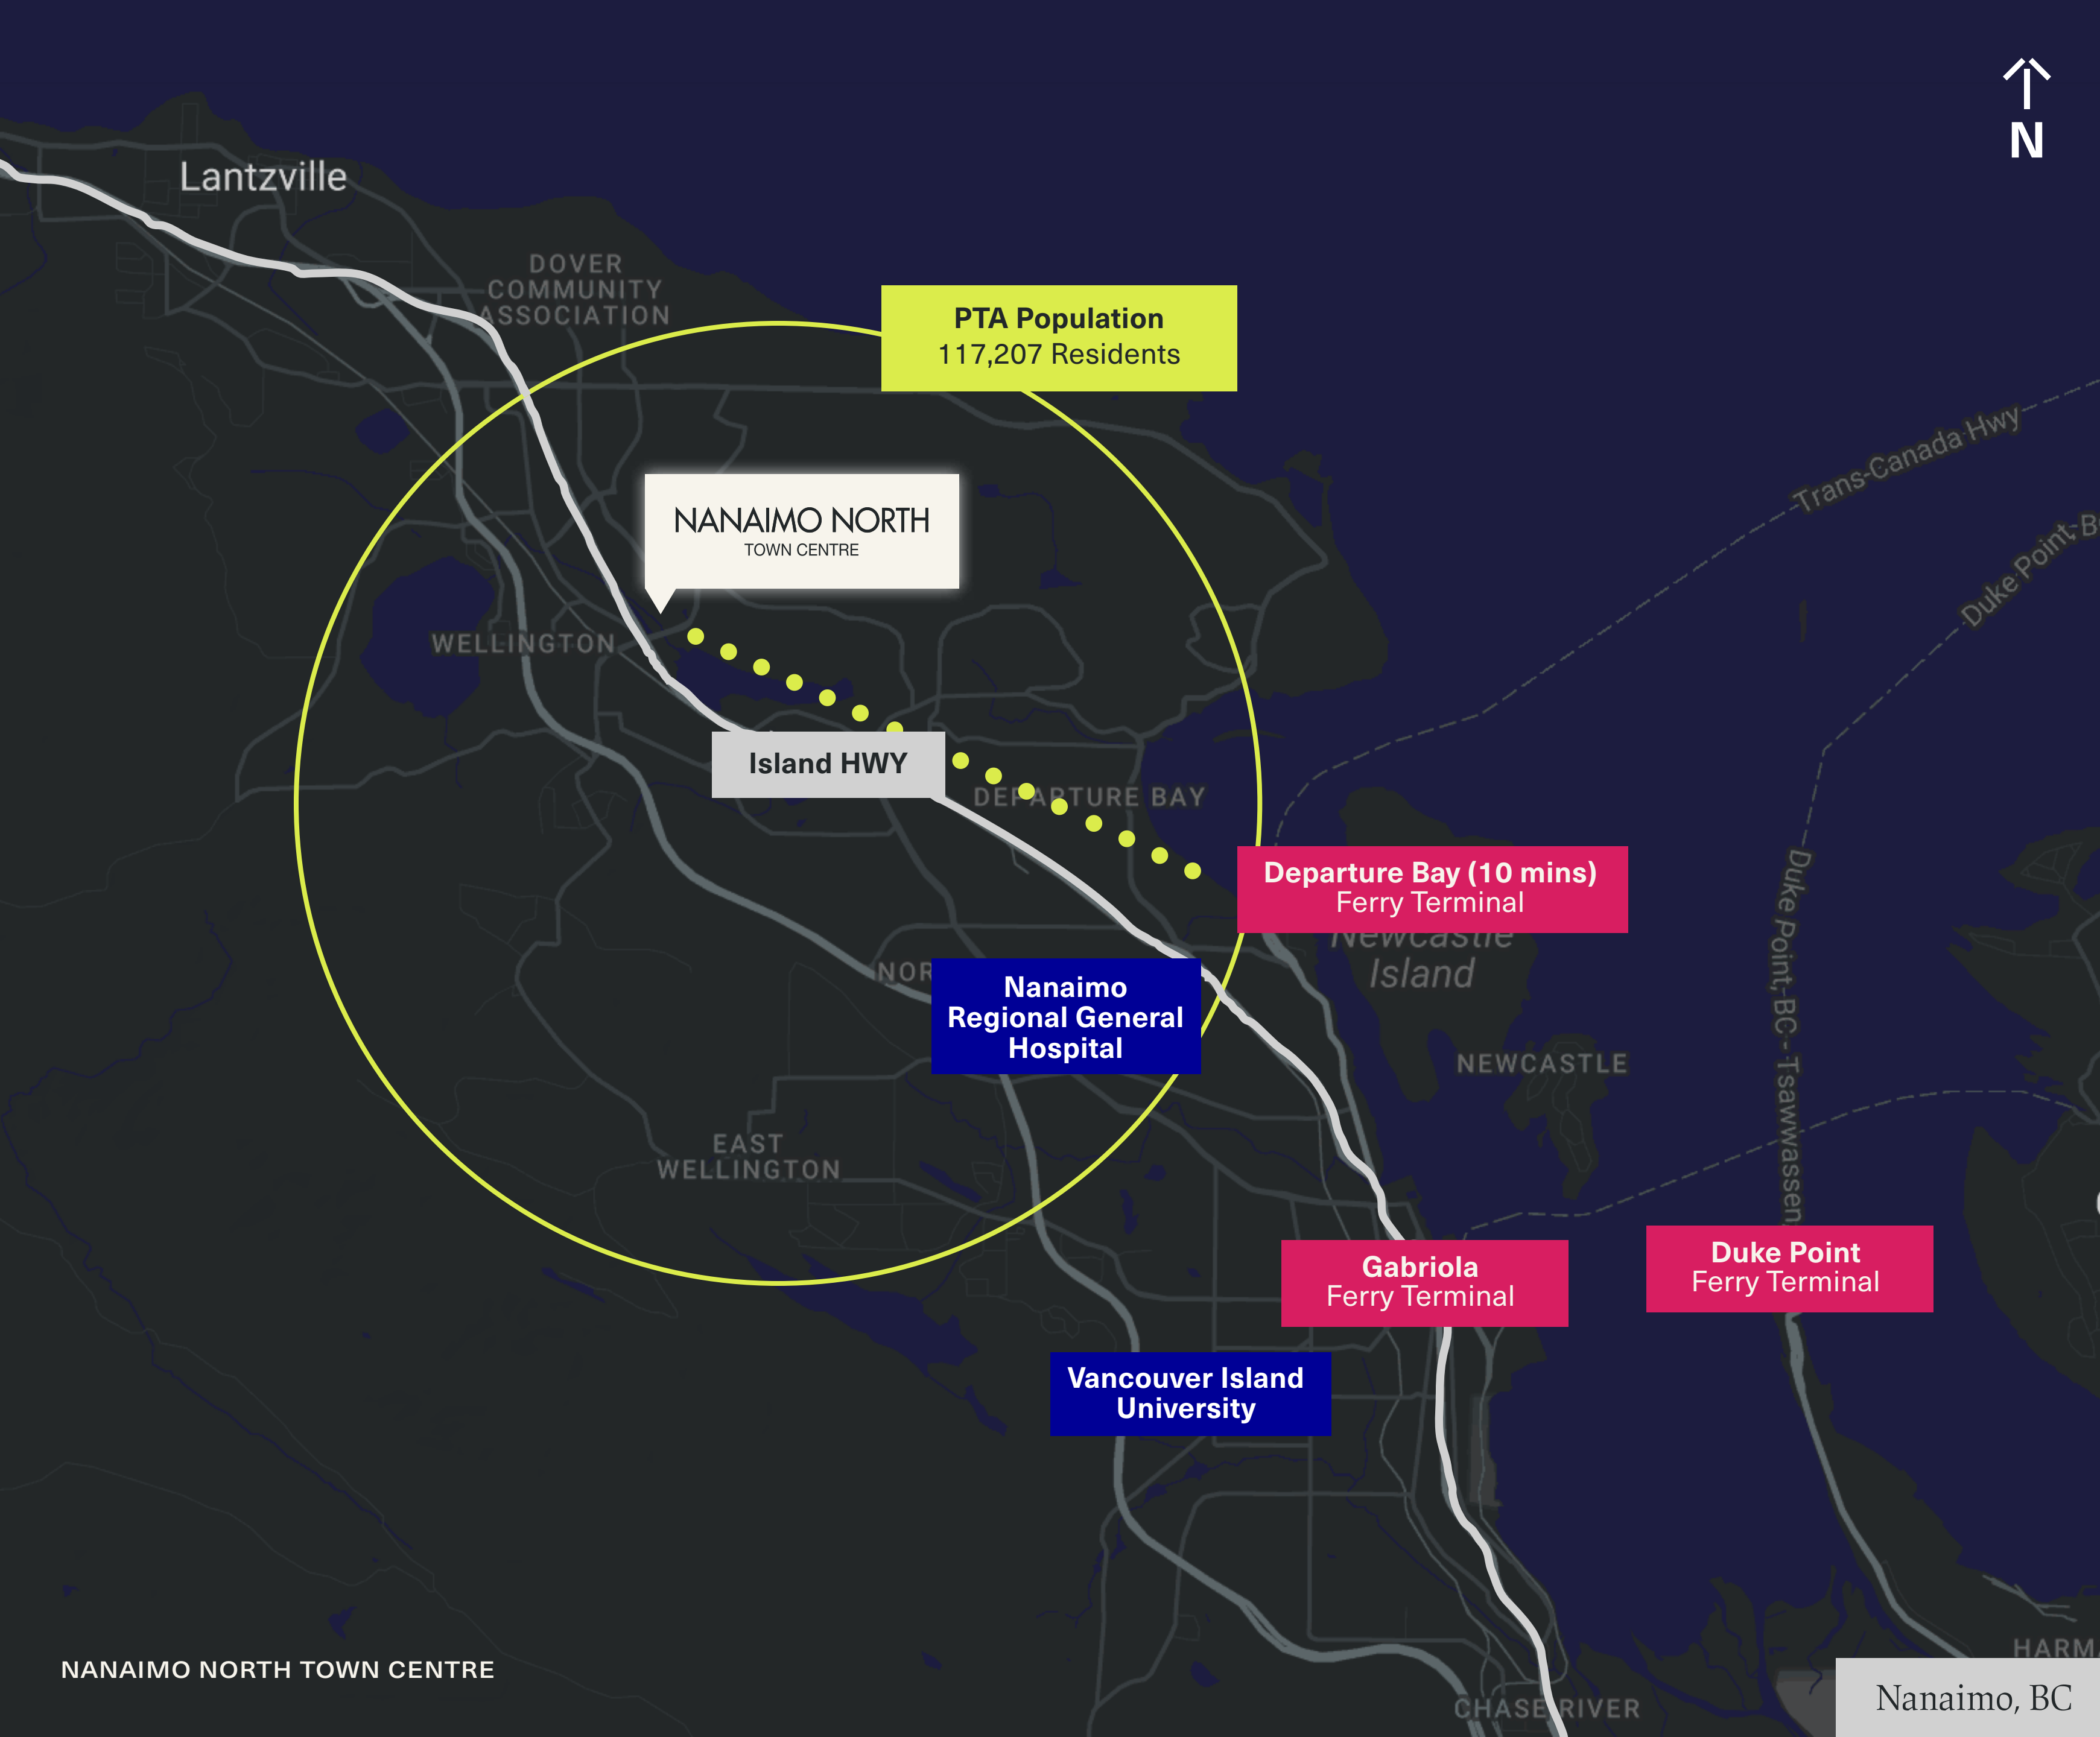 N
Lantzville
DOVER
COMMUNITY
ASSOCIATION
PTA Population
117,207 Residents
Trans-Canada Hwy
Duke Point, B
NANAIMO NORTH
TOWN CENTRE
WELLINGTON
Island HWY
DEPARTURE BAY
Departure Bay (10 mins)
Ferry Terminal
Newcastle
Island
Duke Point, BC - Tsawwassen
NOR
Nanaimo
Regional General
Hospital
NEWCASTLE
EAST
WELLINGTON
Gabriola
Ferry Terminal
Duke Point
Ferry Terminal
Vancouver Island
University
HARM
NANAIMO NORTH TOWN CENTRE
CHASE RIVER
Nanaimo, BC